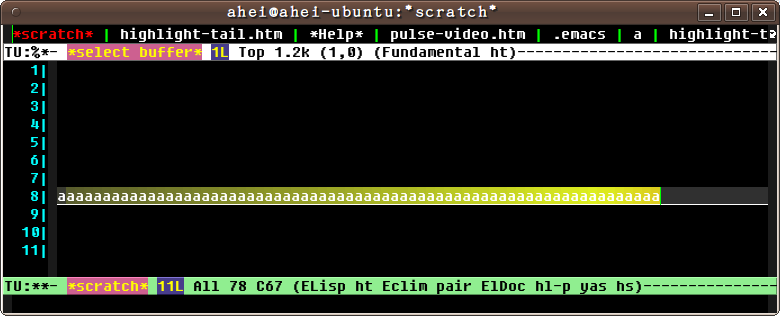 ahei@ahei-ubuntu:*scratch*
*scratch* | highlight-tail.htm | *Help* | pulse-video.htm | .emacs | a | highlight-t?
TU:%*- *select buffer* 1L Top 1.2k (1,0) (Fundamental ht)-----------------------------
1|
2|
3|
4|
5|
6|
7|
8| aaaaaaaaaaaaaaaaaaaaaaaaaaaaaaaaaaaaaaaaaaaaaaaaaaaaaaaaaaaaaaaaaaa
9|
10|
11|
TU:**- *scratch* 11L All 78 C67 (ELisp ht Eclim pair ElDoc hl-p yas hs)---------------